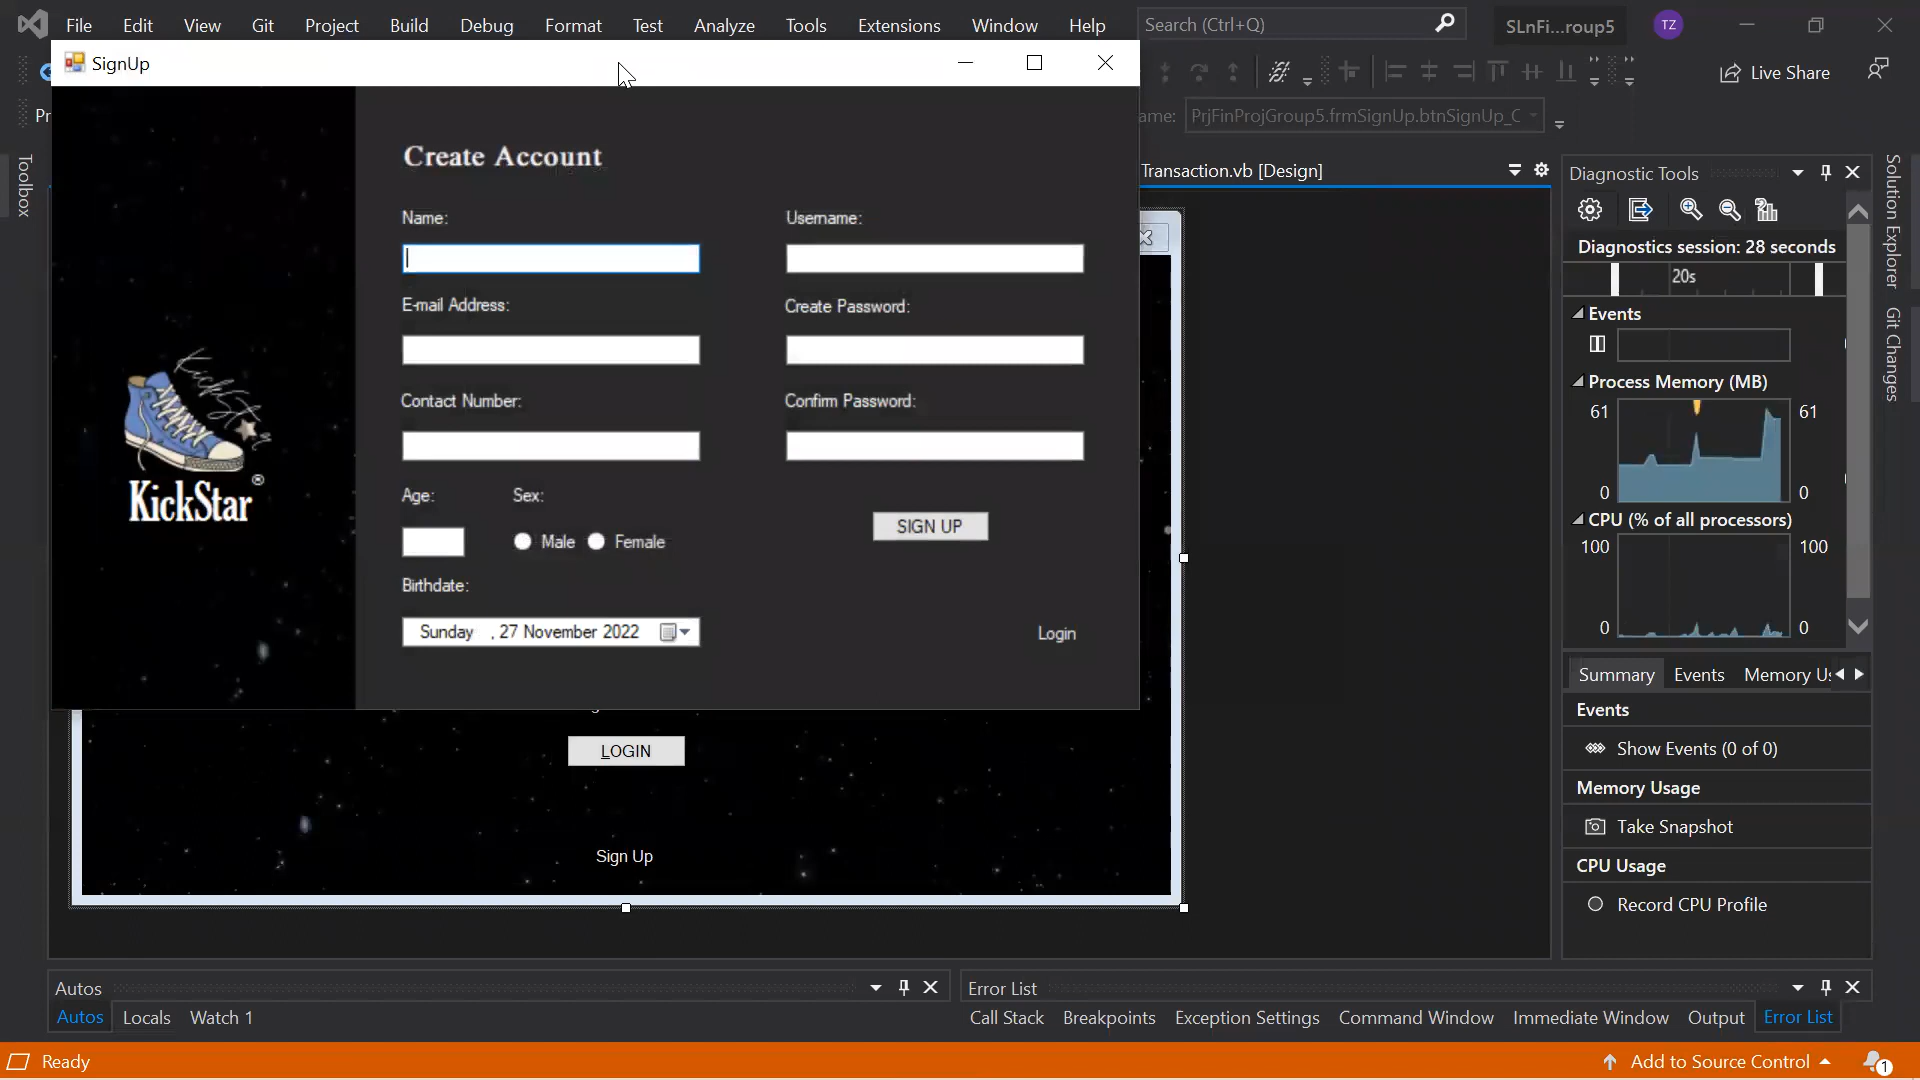 File Edit View Git Project Build Debug Format Test Analyze Tools Extensions Window Help
Search (Ctrl+Q)
SLnFi...roup5
TZ
SignUp
Live Share
Pr
ame:
PrjFinProjGroup5.frmSignUp.btnSignUp_C
Toolbox
Transaction.vb [Design]
Create Account
Name:
Username:
E-mail Address:
Create Password:
Contact Number:
Confirm Password:
Age:
Sex:
Male
Female
SIGN UP
Birthdate:
Sunday , 27 November 2022
Login
KickStar
KickStar®
LOGIN
Sign Up
Diagnostic Tools
Diagnostics session: 28 seconds
20s
Events
Process Memory (MB)
61
61
0
0
CPU (% of all processors)
100
100
0
0
Summary Events Memory Us
Events
Show Events (0 of 0)
Memory Usage
Take Snapshot
CPU Usage
Record CPU Profile
Solution Explorer
Git Changes
Autos
Autos Locals Watch 1
Error List
Call Stack Breakpoints Exception Settings Command Window Immediate Window Output Error List
Ready
Add to Source Control
1